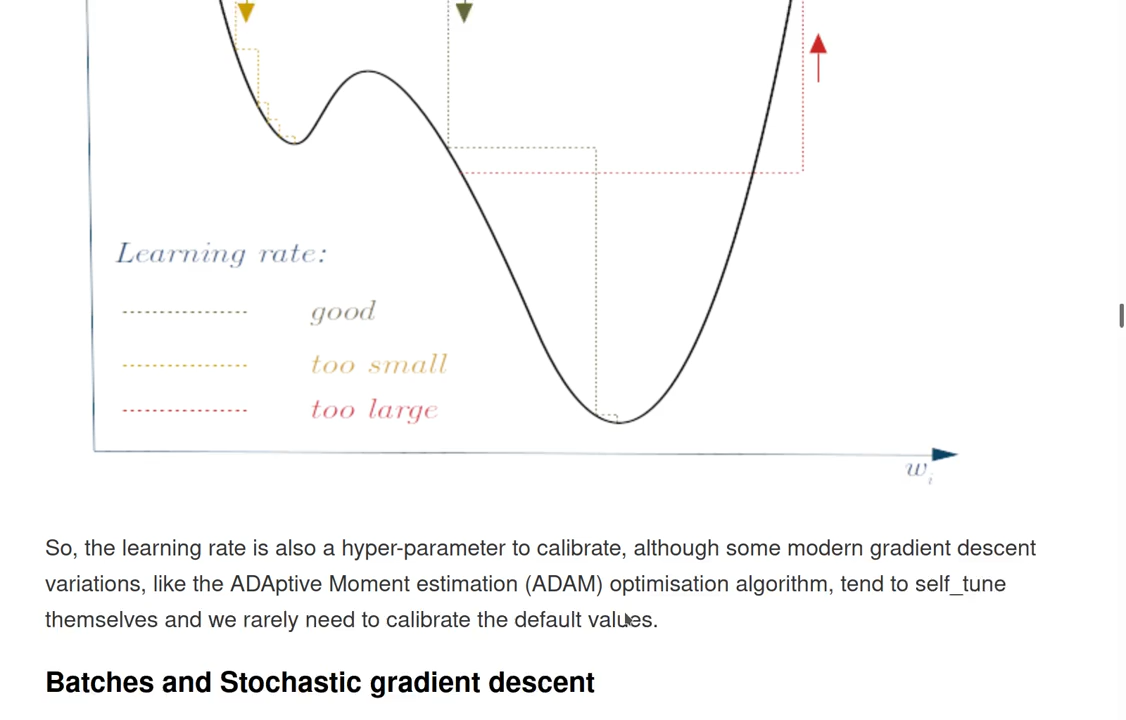 Learning rate:
good
too small
too large
w_i
So, the learning rate is also a hyper-parameter to calibrate, although some modern gradient descent
variations, like the ADAptive Moment estimation (ADAM) optimisation algorithm, tend to self_tune
themselves and we rarely need to calibrate the default values.
Batches and Stochastic gradient descent